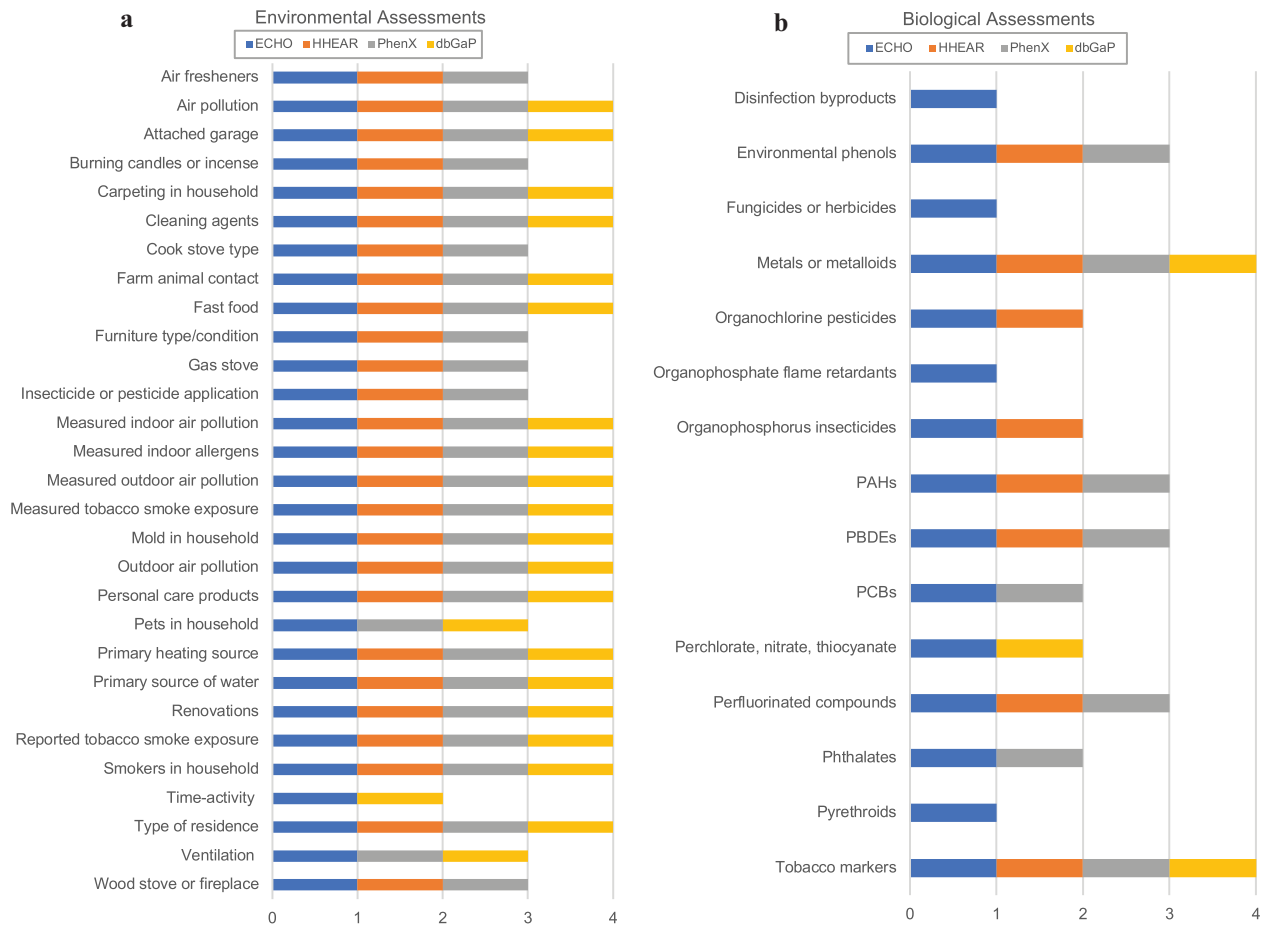 a
Environmental Assessments
ECHO HHEAR PhenX dbGaP
Air fresheners
Air pollution
Attached garage
Burning candles or incense
Carpeting in household
Cleaning agents
Cook stove type
Farm animal contact
Fast food
Furniture type/condition
Gas stove
Insecticide or pesticide application
Measured indoor air pollution
Measured indoor allergens
Measured outdoor air pollution
Measured tobacco smoke exposure
Mold in household
Outdoor air pollution
Personal care products
Pets in household
Primary heating source
Primary source of water
Renovations
Reported tobacco smoke exposure
Smokers in household
Time-activity
Type of residence
Ventilation
Wood stove or fireplace
0 1 2 3 4
b
Biological Assessments
ECHO HHEAR PhenX dbGaP
Disinfection byproducts
Environmental phenols
Fungicides or herbicides
Metals or metalloids
Organochlorine pesticides
Organophosphate flame retardants
Organophosphorus insecticides
PAHs
PBDEs
PCBs
Perchlorate, nitrate, thiocyanate
Perfluorinated compounds
Phthalates
Pyrethroids
Tobacco markers
0 1 2 3 4